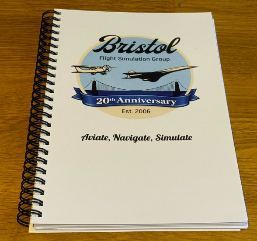 Bristol
Flight Simulation Group
20th Anniversary
Est. 2006
Aviate, Navigate, Simulate